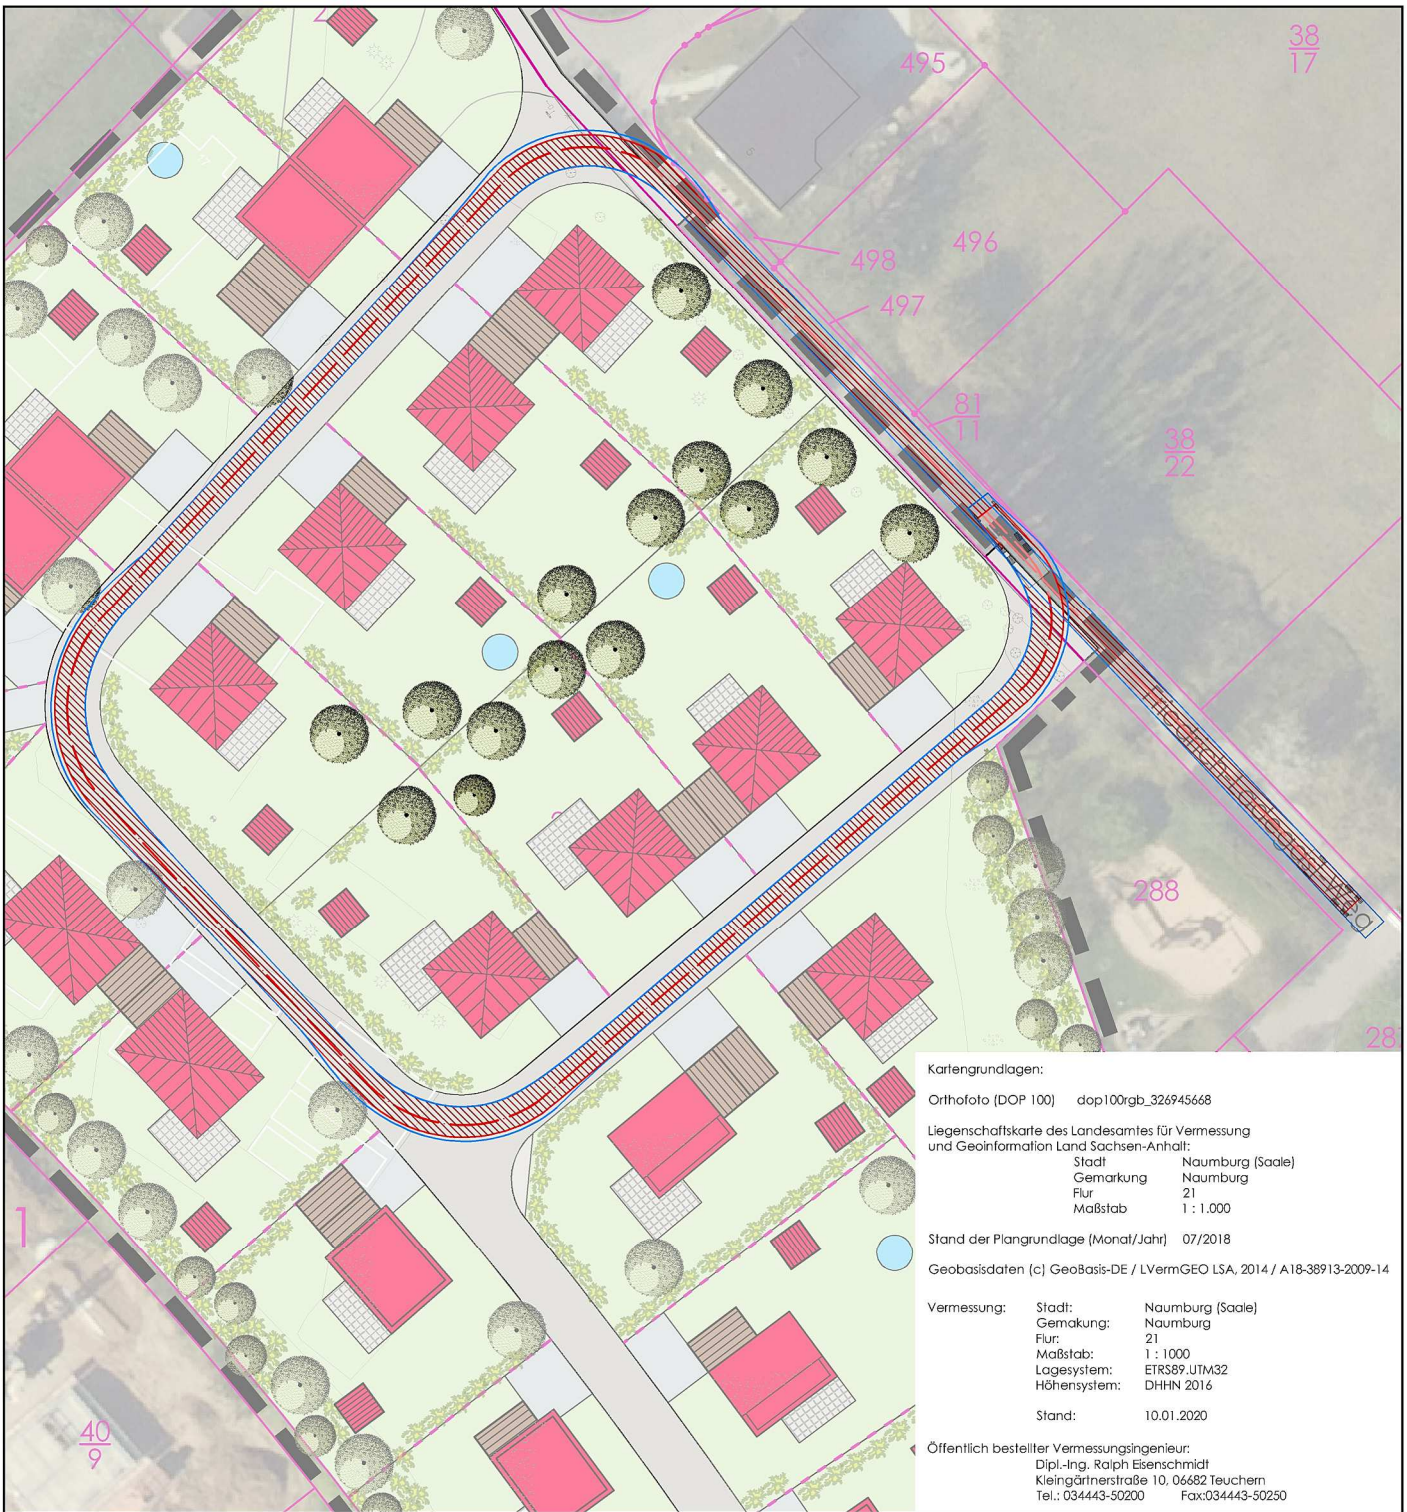 38
17
495
496
498
497
81
11
38
22
Friedrich-Ladegast-Weg
288
1
40
9
Kartengrundlagen:
Orthofoto (DOP 100) dop100rgb_326945668
Liegenschaftskarte des Landesamtes für Vermessung
und Geoinformation Land Sachsen-Anhalt:
Stadt Naumburg (Saale)
Gemarkung Naumburg
Flur 21
Maßstab 1 : 1.000
Stand der Plangrundlage (Monat/Jahr) 07/2018
Geobasisdaten (c) GeoBasis-DE / LVermGEO LSA, 2014 / A18-38913-2009-14
Vermessung: Stadt: Naumburg (Saale)
Gemakung: Naumburg
Flur: 21
Maßstab: 1 : 1000
Lagesystem: ETRS89.UTM32
Höhensystem: DHHN 2016
Stand: 10.01.2020
Öffentlich bestellter Vermessungsingenieur:
Dipl.-Ing. Ralph Eisenschmidt
Kleingärtnerstraße 10, 06682 Teuchern
Tel.: 034443-50200 Fax:034443-50250